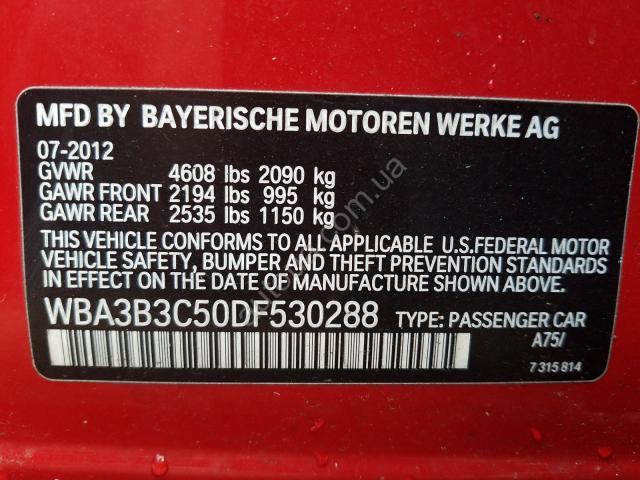 MFD BY BAYERISCHE MOTOREN WERKE AG
07-2012
GVWR 4608 lbs 2090 kg
GAWR FRONT 2194 lbs 995 kg
GAWR REAR 2535 lbs 1150 kg
THIS VEHICLE CONFORMS TO ALL APPLICABLE U.S.FEDERAL MOTOR
VEHICLE SAFETY, BUMPER AND THEFT PREVENTION STANDARDS
IN EFFECT ON THE DATE OF MANUFACTURE SHOWN ABOVE.
WBA3B3C50DF530288 TYPE: PASSENGER CAR
A75/
7 315 814